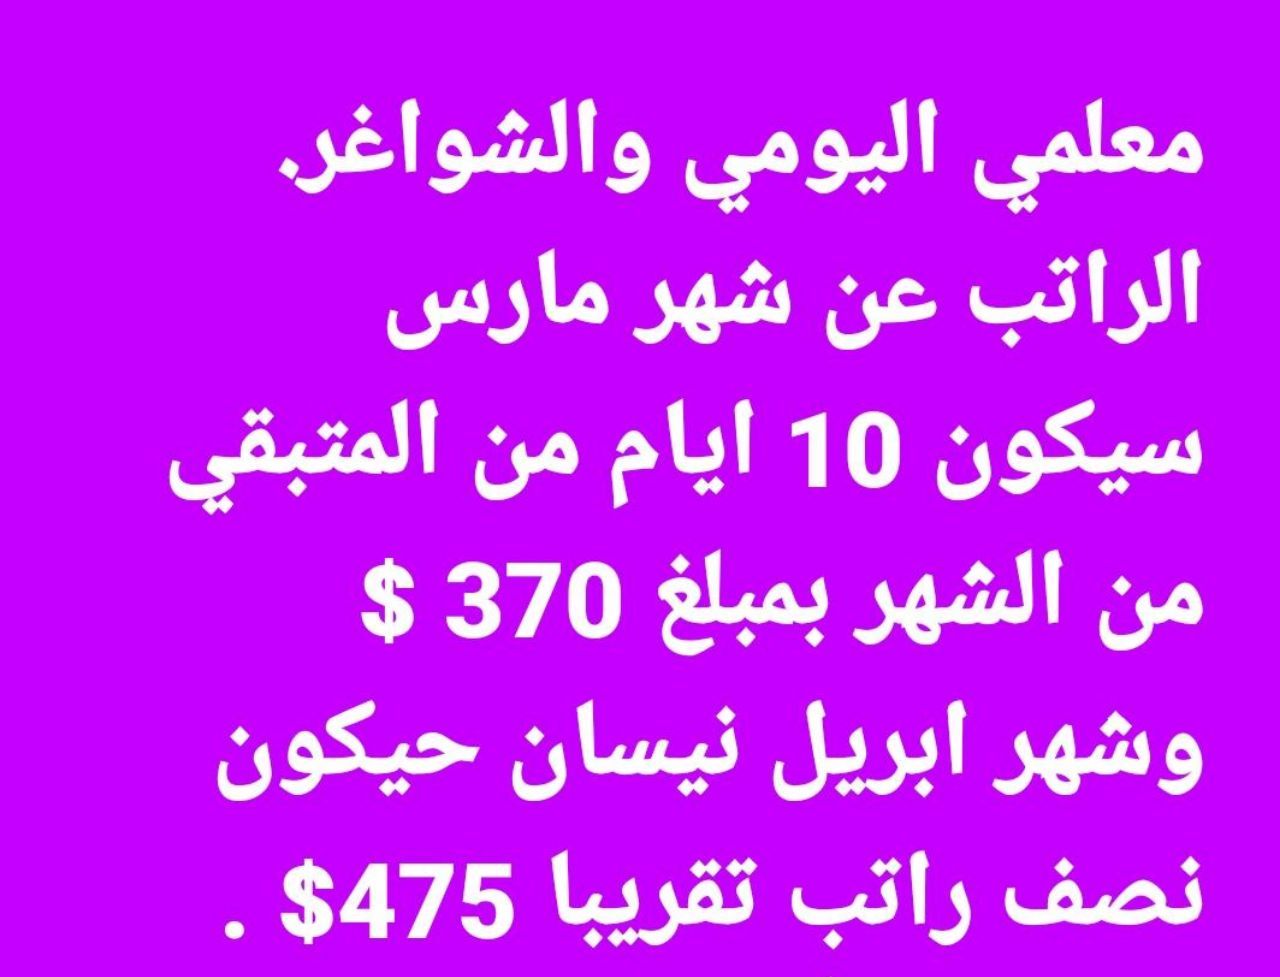 معلمي اليومي والشواغر.
الراتب عن شهر مارس
سيكون 10 ايام من المتبقي
من الشهر بمبلغ 370 $
وشهر ابريل نيسان حيكون
نصف راتب تقريبا 475$ .